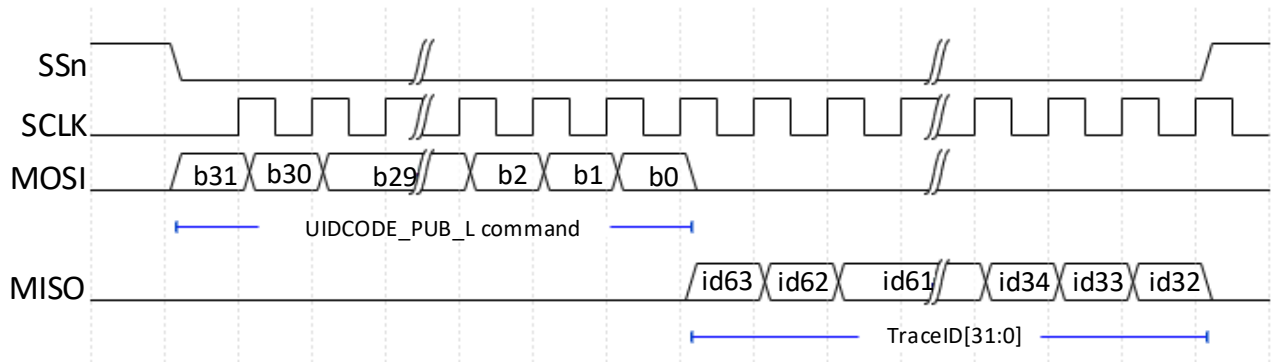 SSn
SCLK
MOSI b31 b30 b29 b2 b1 b0
UIDCODE_PUB_L command
MISO id63 id62 id61 id34 id33 id32
TraceID[31:0]